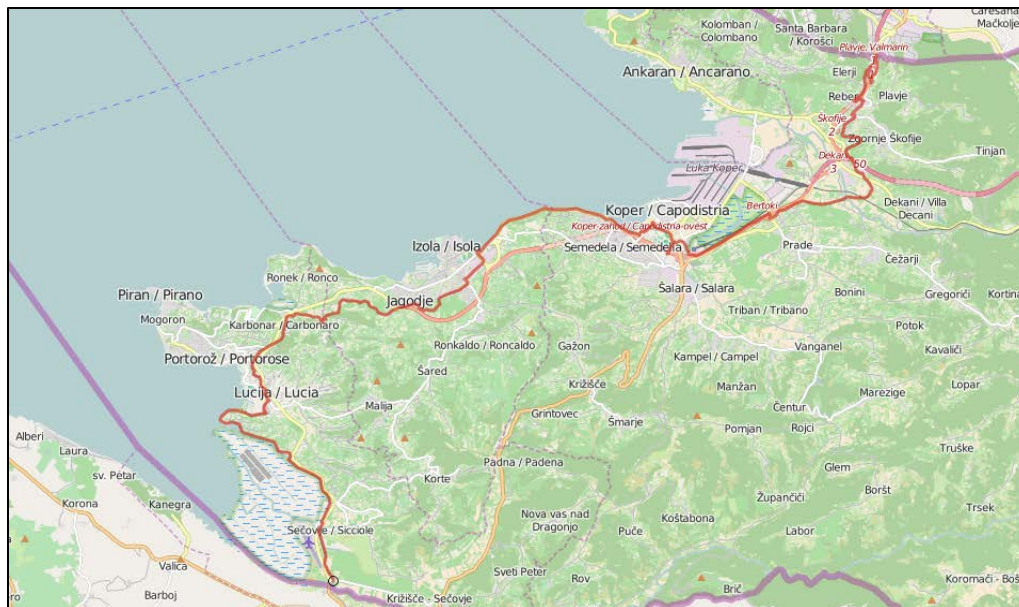 Kolomban /
Colombano
Santa Barbara
/ Korošci
Caresana
Mačkolje
Plavje, Valmarin
Ankaran / Ancarano
Elerji
Plavje
Škofije
2
Zgornje Škofije
Tinjan
Dekani
3
50
Luka Koper
Bertoki
Dekani / Villa
Decani
Koper / Capodistria
Koper-zahod / Capodistria-ovest
Izola / Isola
Semedela / Semedella
Prade
Čežarji
Ronek / Ronco
Šalara / Salara
Piran / Pirano
Jagodje
Bonini
Gregoriči
Mogoron
Karbonar / Carbonaro
Triban / Tribano
Potok
Ronkaldo / Roncaldo
Gažon
Vanganel
Kavaliči
Portorož / Portorose
Kampel / Campel
Šared
Križišče
Manžan
Lopar
Lucija / Lucia
Marezige
Malija
Grintovec
Čentur
Šmarje
Pomjan
Rojci
Alberi
Laura
Truške
sv. Petar
Padna / Padena
Glem
Korte
Boršt
Korona
Kanegra
Župančiči
Trsek
Nova vas nad
Dragonjo
Koštabona
Sečovlje / Sicciole
Puče
Labor
Valica
Sveti Peter
Rov
Brič
Barboj
Križišče - Sečovlje